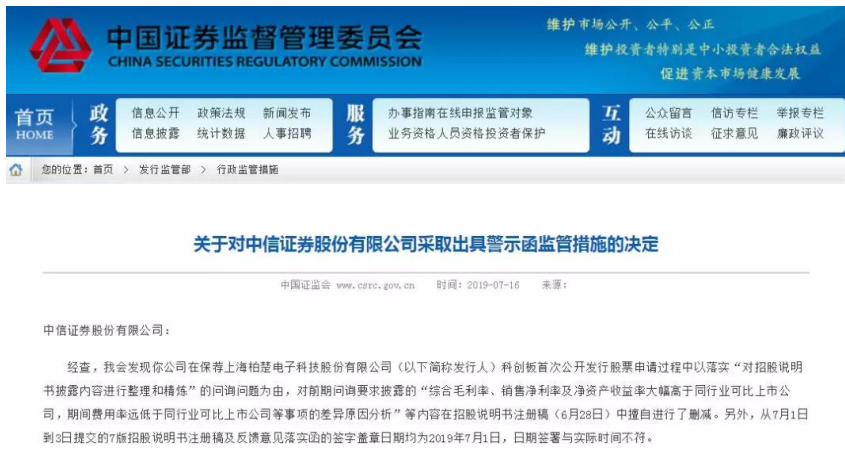 中国证券监督管理委员会
CHINA SECURITIES REGULATORY COMMISSION
维护市场公开、公平、公正
维护投资者特别是中小投资者合法权益
促进资本市场健康发展
首页
HOME
政务
信息公开 政策法规 新闻发布
信息披露 统计数据 人事招聘
服务
办事指南在线申报监管对象
业务资格人员资格投资者保护
互动
公众留言 信访专栏 举报专栏
在线访谈 征求意见 廉政评议
您的位置：首页 > 发行监管部 > 行政监管措施
关于对中信证券股份有限公司采取出具警示函监管措施的决定
中国证监会 www.csrc.gov.cn 时间：2019-07-16 来源：
中信证券股份有限公司：
经查，我会发现你公司在保荐上海柏楚电子科技股份有限公司（以下简称发行人）科创板首次公开发行股票申请过程中以落实“对招股说明
书披露内容进行整理和精炼”的问询问题为由，对前期问询要求披露的“综合毛利率、销售净利率及净资产收益率大幅高于同行业可比上市公
司，期间费用率远低于同行业可比上市公司等事项的差异原因分析”等内容在招股说明书注册稿（6月28日）中擅自进行了删减。另外，从7月1日
到3日提交的7版招股说明书注册稿及反馈意见落实函的签字盖章日期均为2019年7月1日，日期签署与实际时间不符。